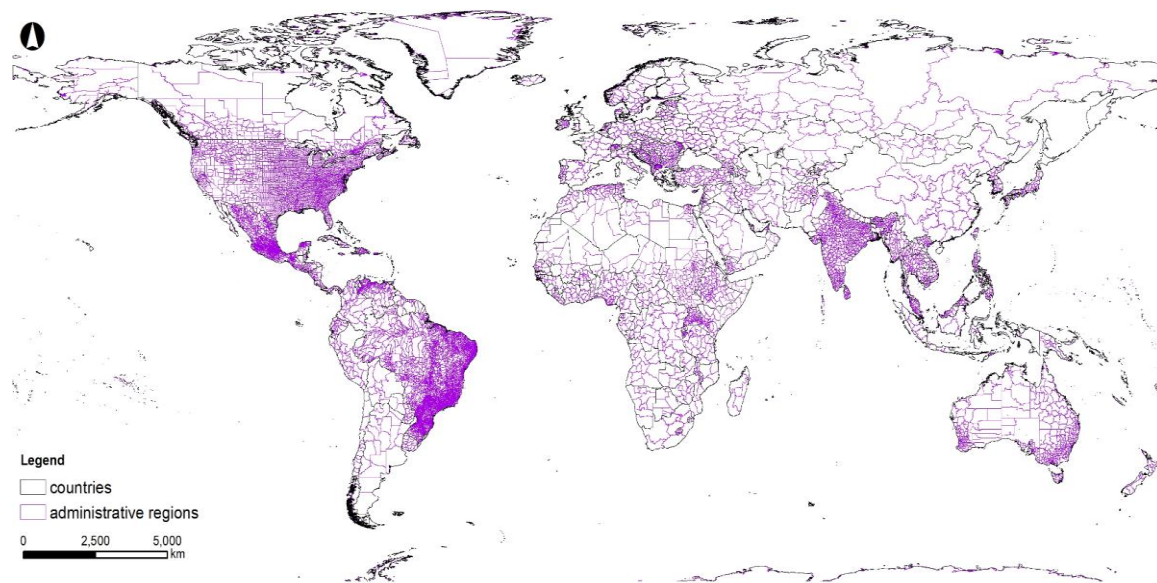 Legend
countries
administrative regions
0 2,500 5,000
km